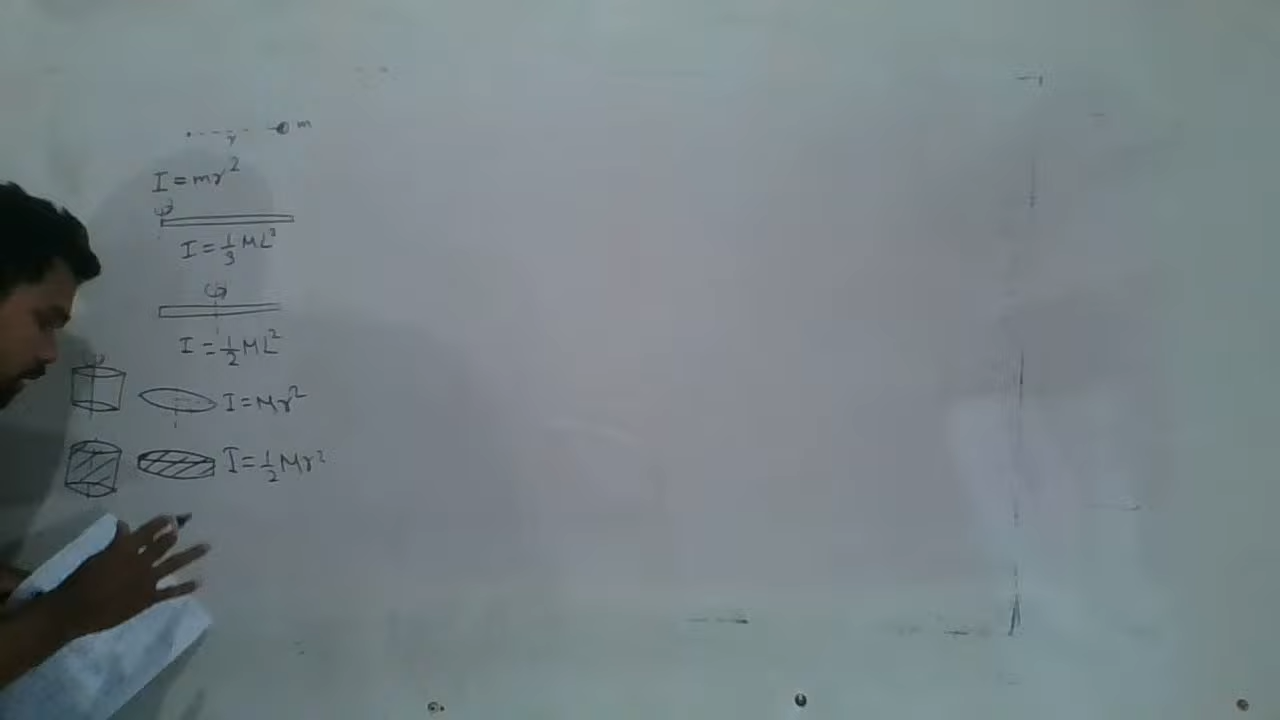 r m
I = mr²
I = 1/3 ML²
I = 1/2 ML²
I = Mr²
I = 1/2 Mr²